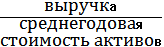 выручка
среднегодовая
стоимость активов